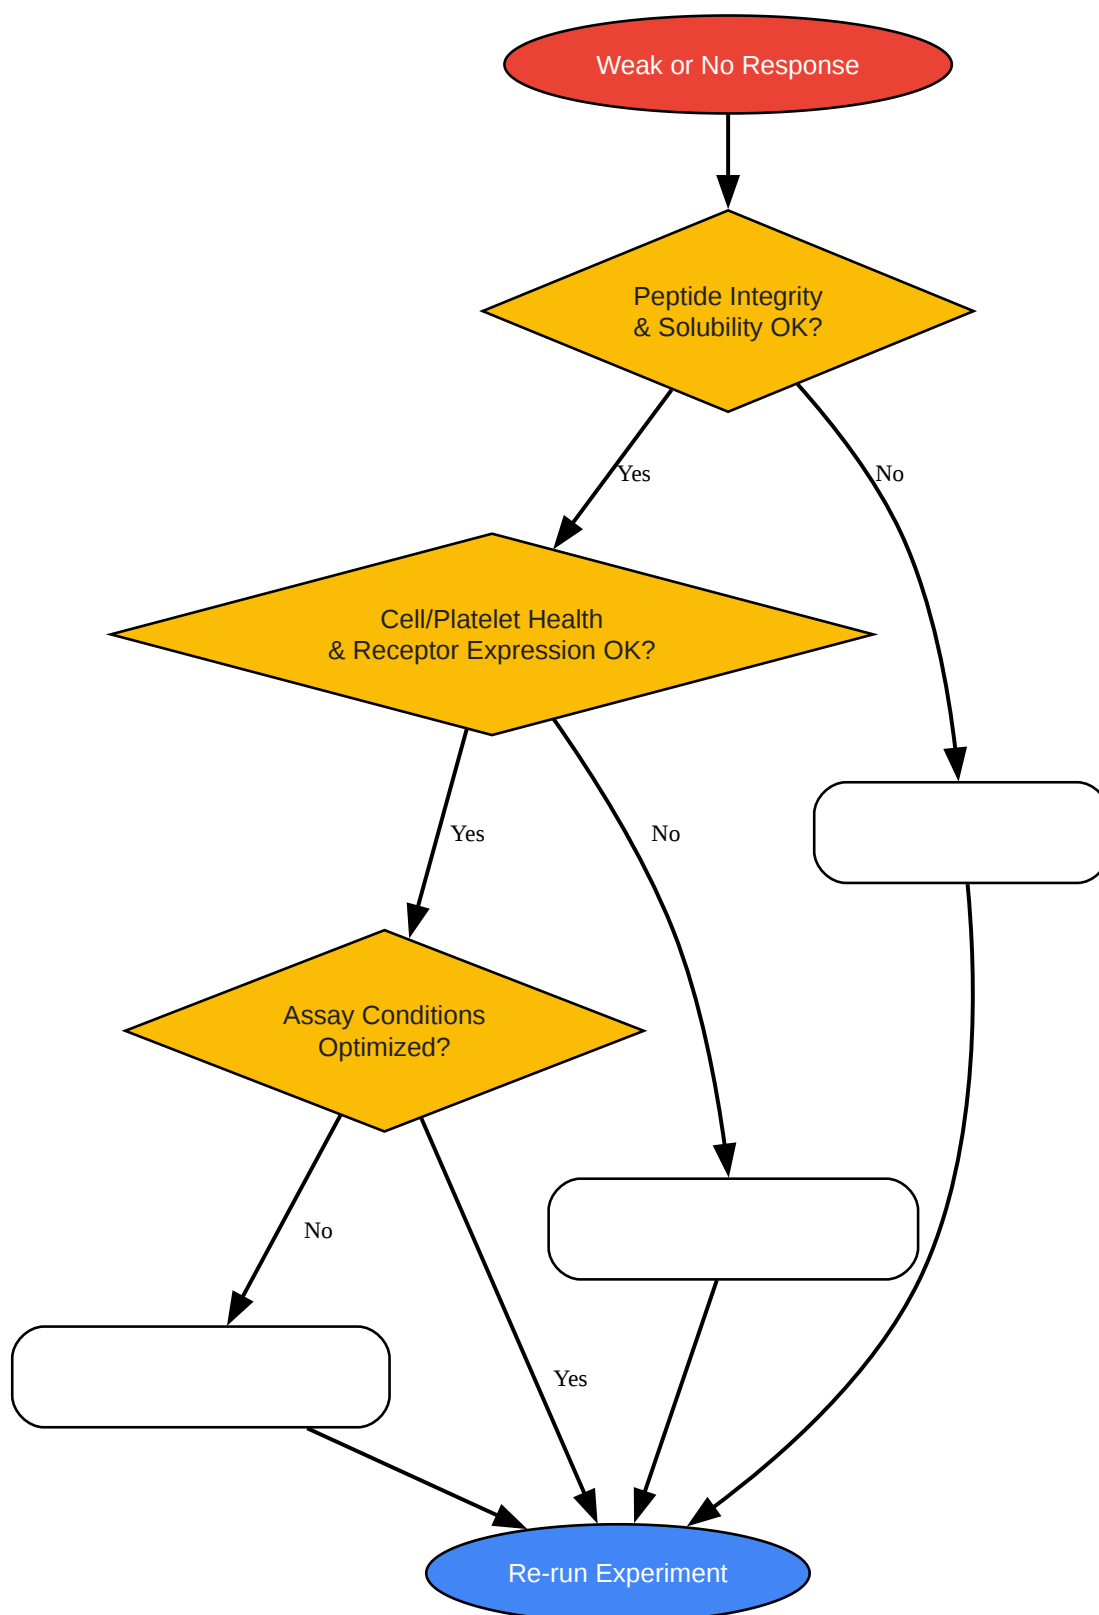 Weak or No Response
Peptide Integrity
& Solubility OK?
Yes
No
Cell/Platelet Health
& Receptor Expression OK?
Yes
No
Assay Conditions
Optimized?
No
Yes
Re-run Experiment